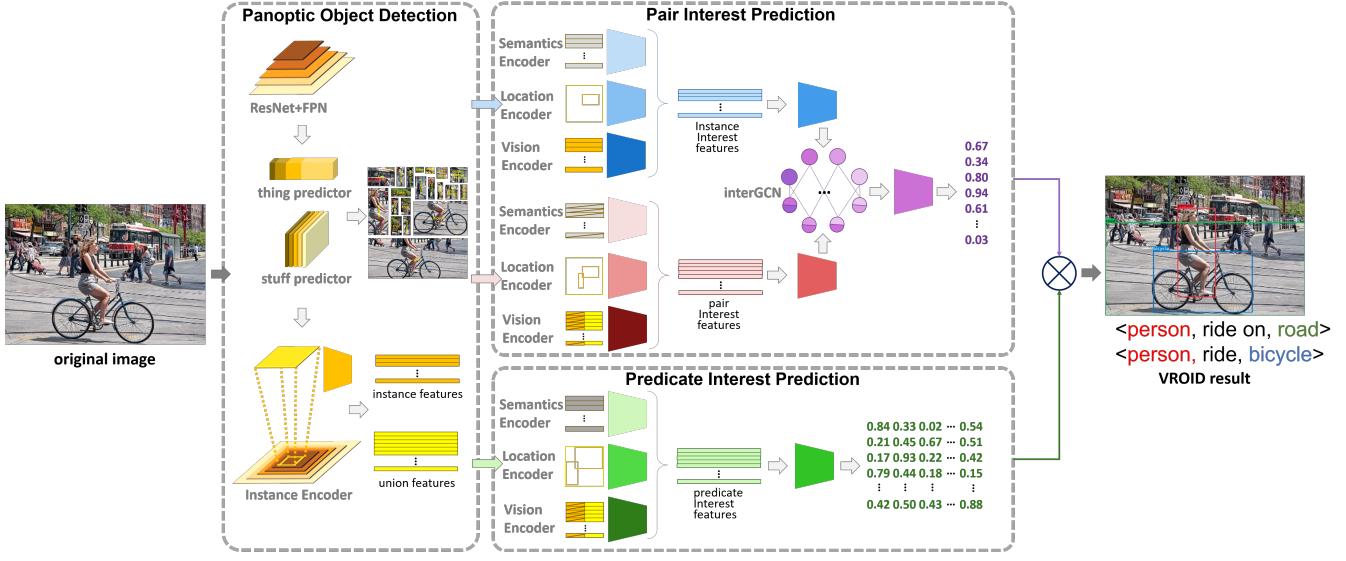 Panoptic Object Detection
ResNet+FPN
thing predictor
stuff predictor
original image
instance features
union features
Instance Encoder
Pair Interest Prediction
Semantics
Encoder
Location
Encoder
Vision
Encoder
Instance
Interest
features
Semantics
Encoder
Location
Encoder
Vision
Encoder
pair
Interest
features
interGCN
0.67
0.34
0.80
0.94
0.61
0.03
Predicate Interest Prediction
Semantics
Encoder
Location
Encoder
Vision
Encoder
predicate
Interest
features
0.84 0.33 0.02 ··· 0.54
0.21 0.45 0.67 ··· 0.51
0.17 0.93 0.22 ··· 0.42
0.79 0.44 0.18 ··· 0.15
0.42 0.50 0.43 ··· 0.88
bicycle
<person, ride on, road>
<person, ride, bicycle>
VROID result